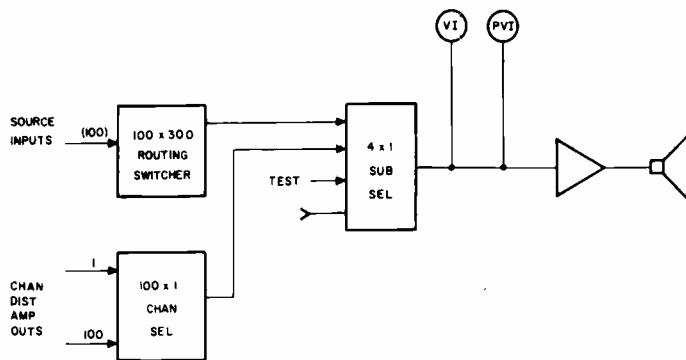 VI
PVI
SOURCE
INPUTS
(100)
100 x 300
ROUTING
SWITCHER
4 x 1
SUB
SEL
TEST
CHAN
DIST
AMP
OUTS
1
100
100 x 1
CHAN
SEL